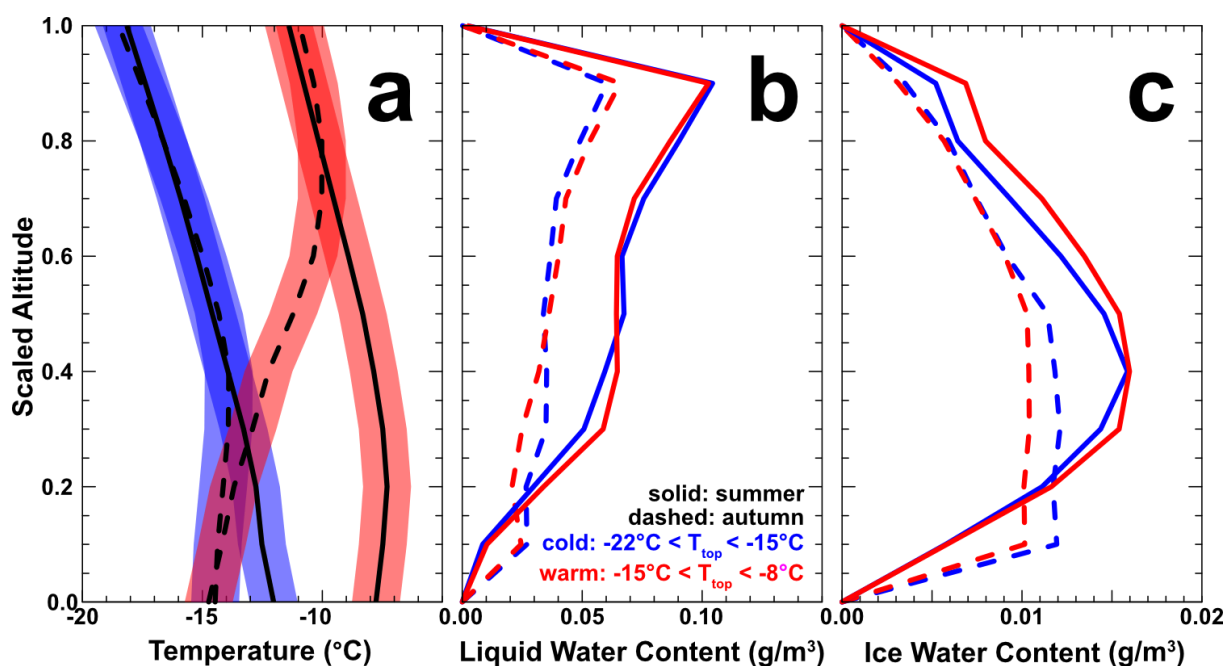 a
b
c
1.0
0.8
0.6
0.4
0.2
0.0
Scaled Altitude
-20
-15
-10
Temperature (°C)
solid: summer
dashed: autumn
cold: -22°C < Ttop < -15°C
warm: -15°C < Ttop < -8°C
0.00
0.05
0.10
Liquid Water Content (g/m³)
0.00
0.01
0.02
Ice Water Content (g/m³)